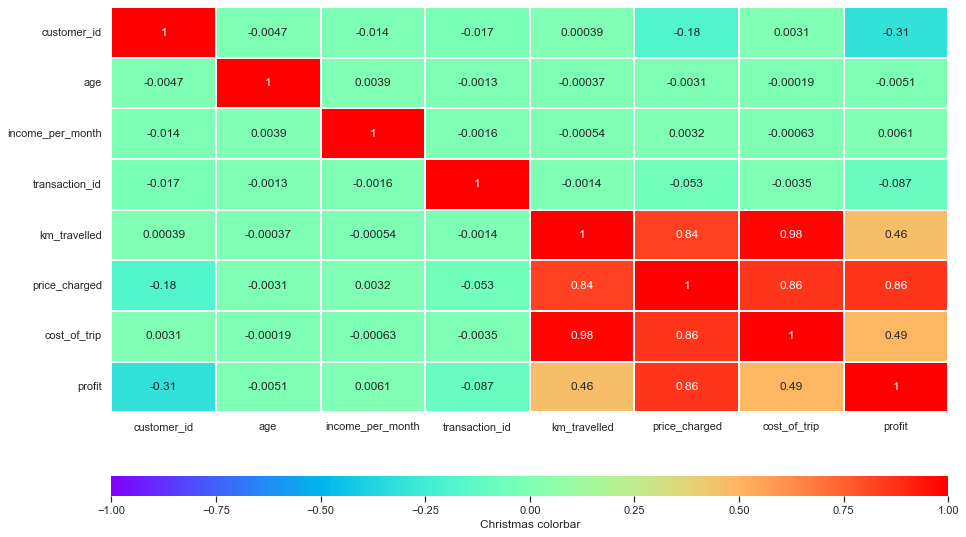 customer_id 1 -0.0047 -0.014 -0.017 0.00039 -0.18 0.0031 -0.31
age -0.0047 1 0.0039 -0.0013 -0.00037 -0.0031 -0.00019 -0.0051
income_per_month -0.014 0.0039 1 -0.0016 -0.00054 0.0032 -0.00063 0.0061
transaction_id -0.017 -0.0013 -0.0016 1 -0.0014 -0.053 -0.0035 -0.087
km_travelled 0.00039 -0.00037 -0.00054 -0.0014 1 0.84 0.98 0.46
price_charged -0.18 -0.0031 0.0032 -0.053 0.84 1 0.86 0.86
cost_of_trip 0.0031 -0.00019 -0.00063 -0.0035 0.98 0.86 1 0.49
profit -0.31 -0.0051 0.0061 -0.087 0.46 0.86 0.49 1
customer_id age income_per_month transaction_id km_travelled price_charged cost_of_trip profit
−1.00 −0.75 −0.50 −0.25 0.00 0.25 0.50 0.75 1.00
Christmas colorbar